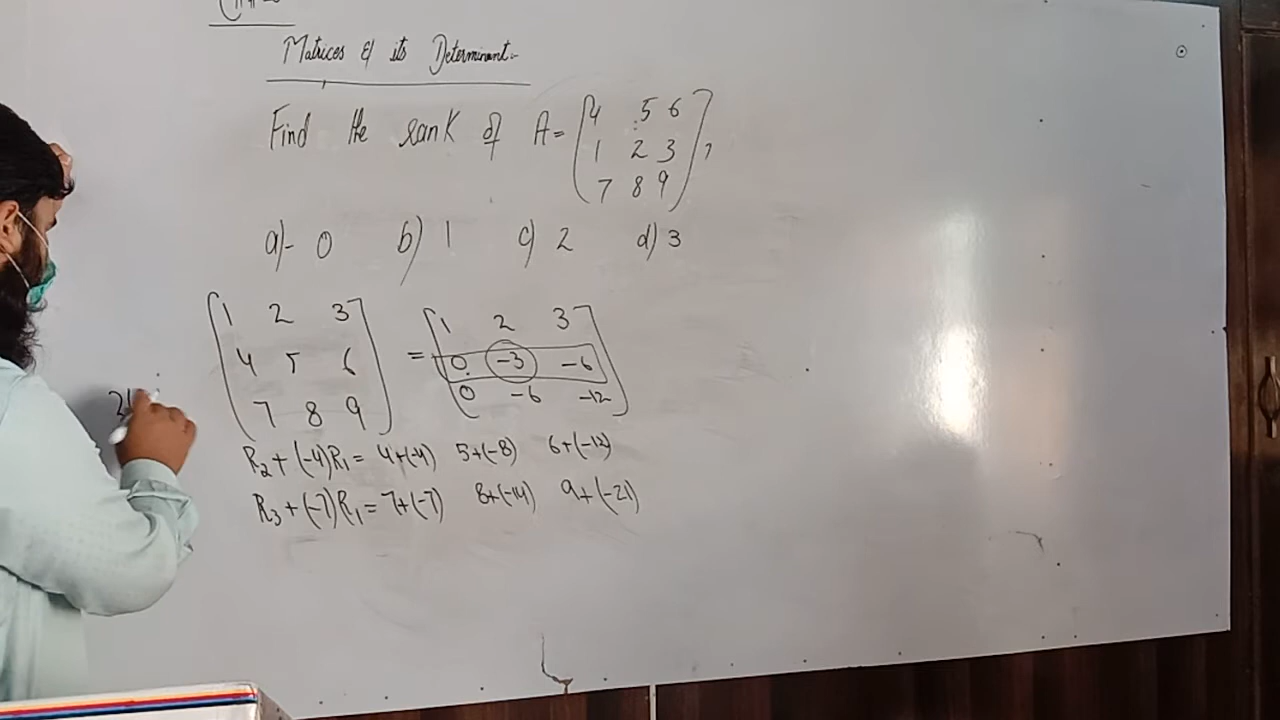 Matrices & its Determinant.
Find the rank of A = [4 5 6
1 2 3
7 8 9],
a)- 0 b) 1 c) 2 d) 3
[1 2 3 = [1 2 3
4 5 6 0 -3 -6
7 8 9] 0 -6 -12]
R2 + (-4)R1 = 4+(-4) 5+(-8) 6+(-12)
R3 + (-7)R1 = 7+(-7) 8+(-14) 9+(-21)